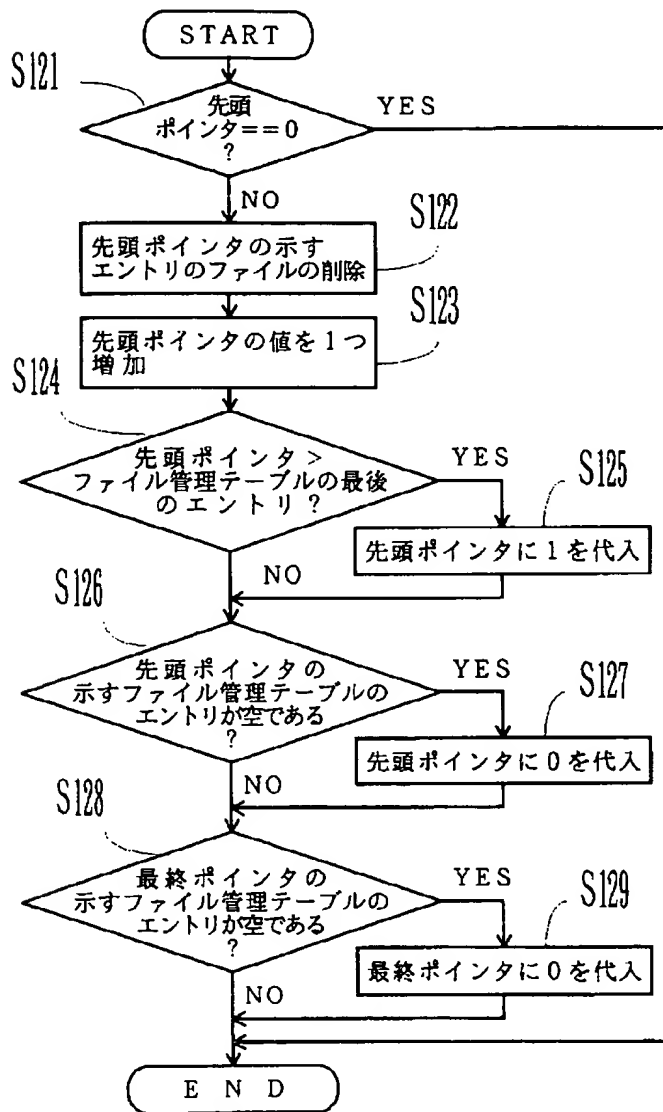 START
S121
先頭
ポインタ==0
?
YES
NO
S122
先頭ポインタの示す
エントリのファイルの削除
S123
先頭ポインタの値を1つ
増加
S124
先頭ポインタ>
ファイル管理テーブルの最後
のエントリ?
YES
S125
先頭ポインタに1を代入
NO
S126
先頭ポインタの
示すファイル管理テーブルの
エントリが空である
?
YES
S127
先頭ポインタに0を代入
NO
S128
最終ポインタの
示すファイル管理テーブルの
エントリが空である
?
YES
S129
最終ポインタに0を代入
NO
END